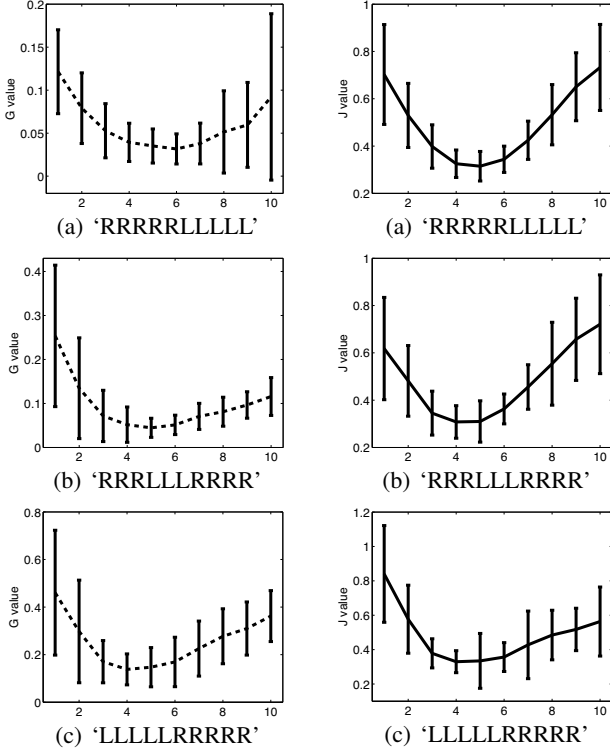 0.2
0.15
0.1
0.05
0
G value
2 4 6 8 10
(a) ‘RRRRRLLLLL’
1
0.8
0.6
0.4
0.2
J value
2 4 6 8 10
(a) ‘RRRRRLLLLL’
0.4
0.3
0.2
0.1
0
G value
2 4 6 8 10
(b) ‘RRRLLLRRRR’
1
0.8
0.6
0.4
0.2
J value
2 4 6 8 10
(b) ‘RRRLLLRRRR’
0.8
0.6
0.4
0.2
0
G value
2 4 6 8 10
(c) ‘LLLLLRRRRR’
1.2
1
0.8
0.6
0.4
0.2
J value
2 4 6 8 10
(c) ‘LLLLLRRRRR’